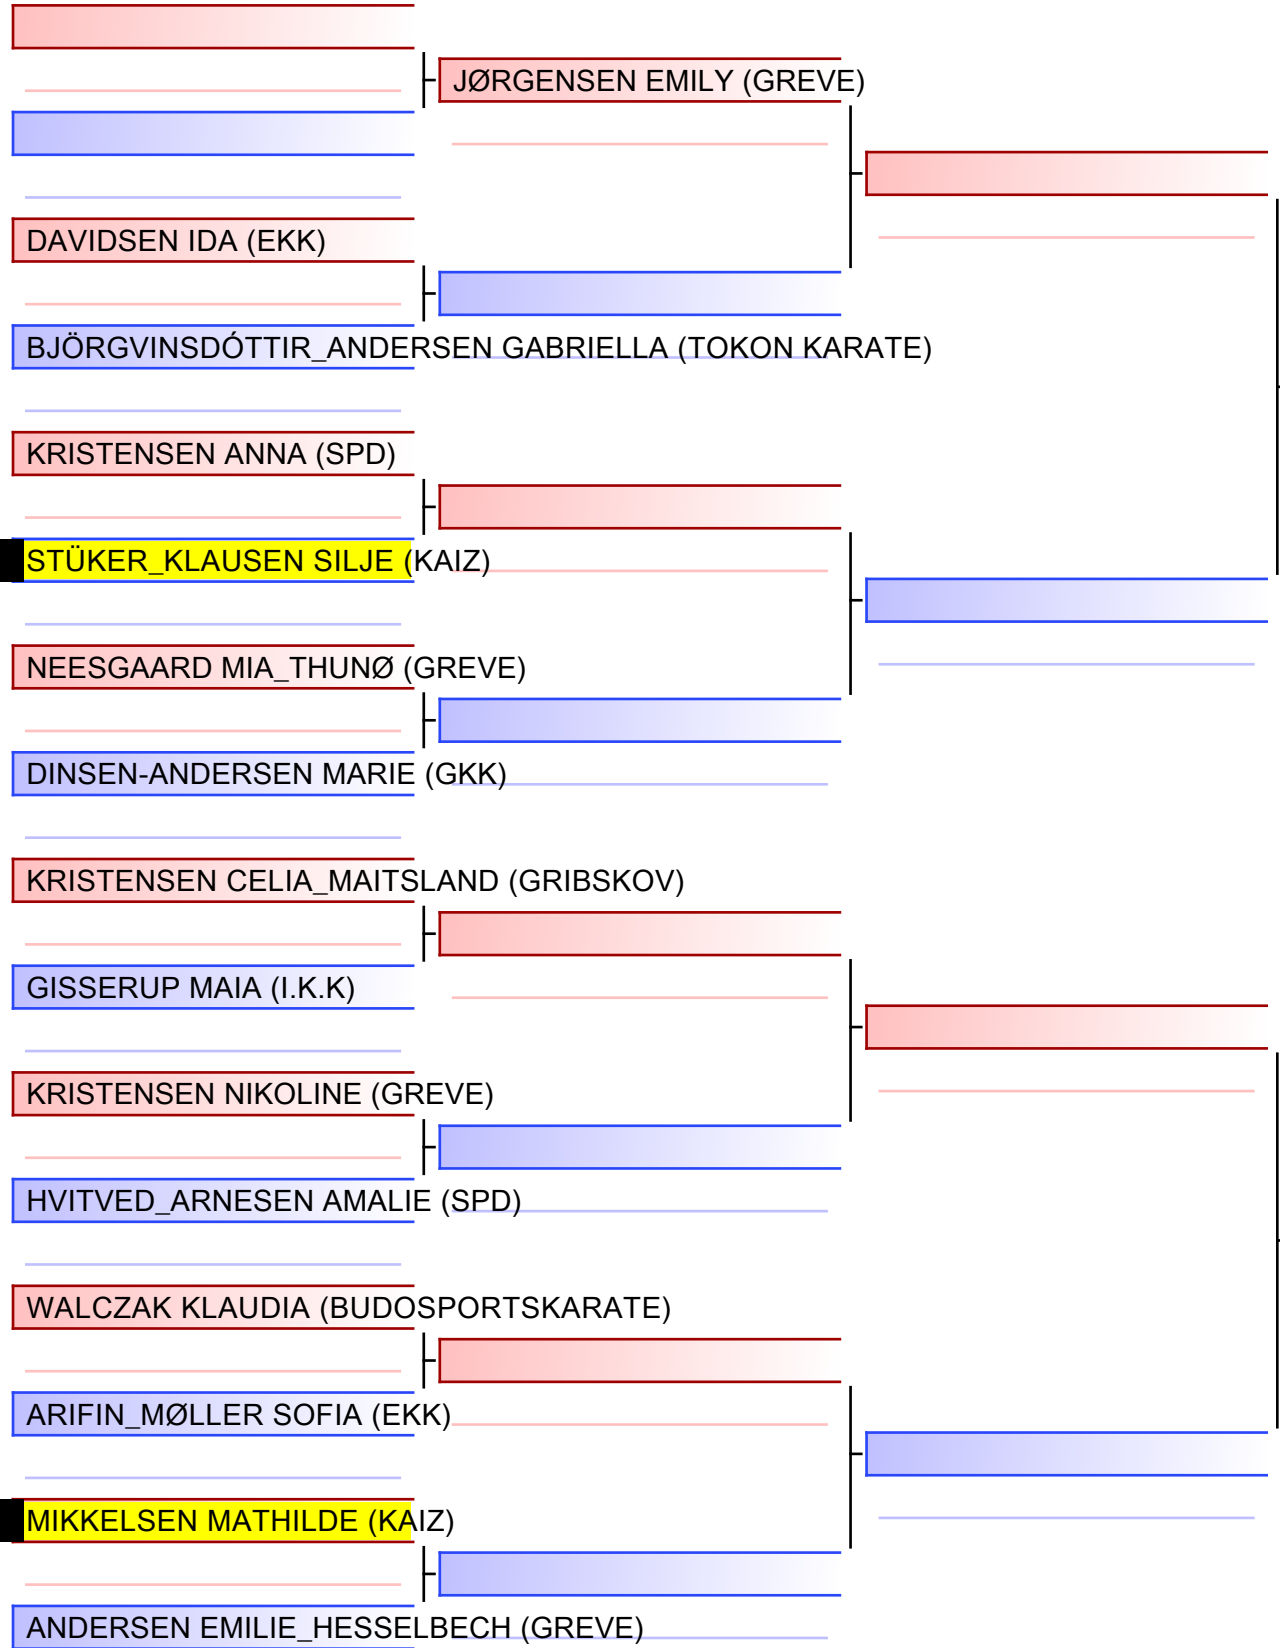 JØRGENSEN EMILY (GREVE)
DAVIDSEN IDA (EKK)
BJÖRGVINSDÓTTIR_ANDERSEN GABRIELLA (TOKON KARATE)
KRISTENSEN ANNA (SPD)
STÜKER_KLAUSEN SILJE (KAIZ)
NEESGAARD MIA_THUNØ (GREVE)
DINSEN-ANDERSEN MARIE (GKK)
KRISTENSEN CELIA_MAITSLAND (GRIBSKOV)
GISSERUP MAIA (I.K.K)
KRISTENSEN NIKOLINE (GREVE)
HVITVED_ARNESEN AMALIE (SPD)
WALCZAK KLAUDIA (BUDOSPORTSKARATE)
ARIFIN_MØLLER SOFIA (EKK)
MIKKELSEN MATHILDE (KAIZ)
ANDERSEN EMILIE_HESSELBECH (GREVE)